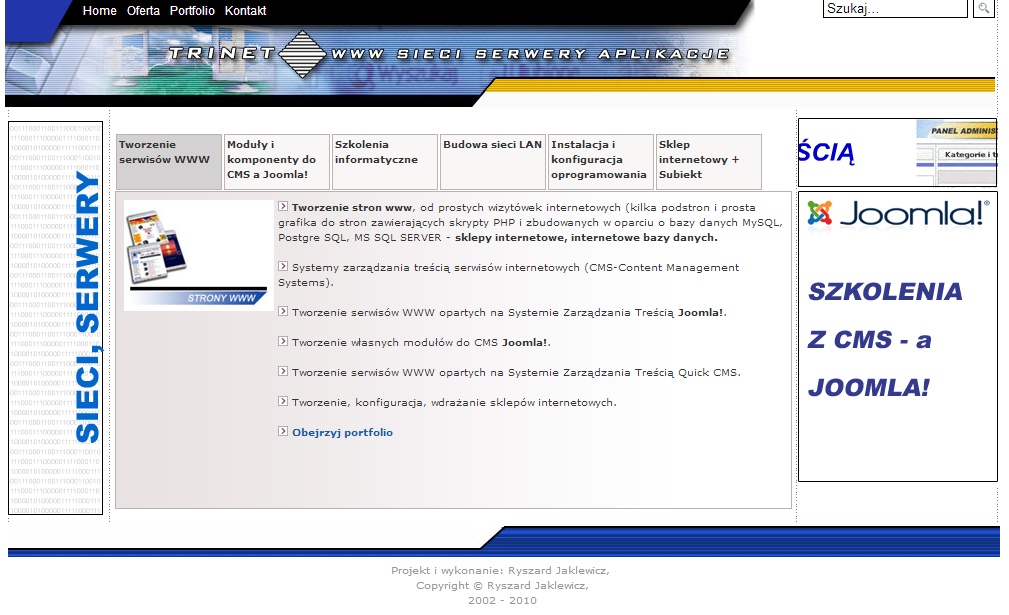 Home Oferta Portfolio Kontakt
Szukaj...
TRINET WWW SIECI SERWERY APLIKACJE
SIECI, SERWERY
Tworzenie
serwisów WWW
Moduły i
komponenty do
CMS a Joomla!
Szkolenia
informatyczne
Budowa sieci LAN
Instalacja i
konfiguracja
oprogramowania
Sklep
internetowy +
Subiekt
STRONY WWW
Tworzenie stron www, od prostych wizytówek internetowych (kilka podstron i prosta
grafika do stron zawierających skrypty PHP i zbudowanych w oparciu o bazy danych MySQL,
Postgre SQL, MS SQL SERVER - sklepy internetowe, internetowe bazy danych.
Systemy zarządzania treścią serwisów internetowych (CMS-Content Management
Systems).
Tworzenie serwisów WWW opartych na Systemie Zarządzania Treścią Joomla!.
Tworzenie własnych modułów do CMS Joomla!.
Tworzenie serwisów WWW opartych na Systemie Zarządzania Treścią Quick CMS.
Tworzenie, konfiguracja, wdrażanie sklepów internetowych.
Obejrzyj portfolio
ŚCIĄ
PANEL ADMINIS
Kategorie i t
Joomla!®
SZKOLENIA
Z CMS - a
JOOMLA!
Projekt i wykonanie: Ryszard Jaklewicz,
Copyright © Ryszard Jaklewicz,
2002 - 2010